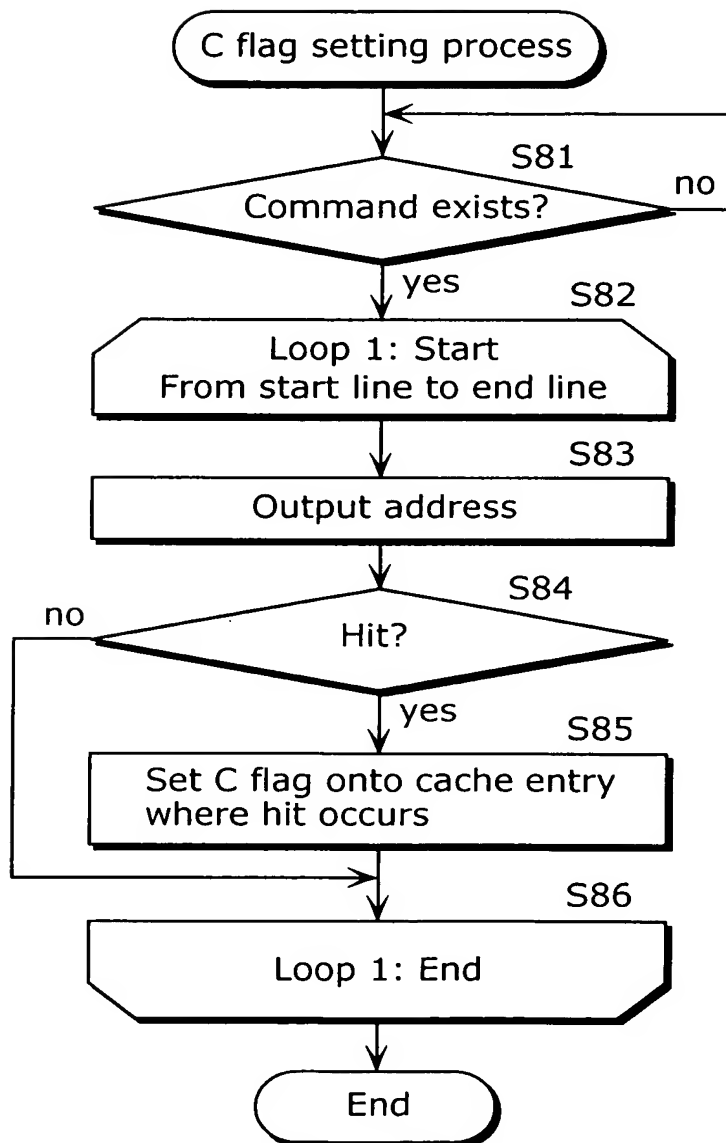 C flag setting process
S81
Command exists?
no
yes
S82
Loop 1: Start
From start line to end line
S83
Output address
S84
no
Hit?
yes
S85
Set C flag onto cache entry
where hit occurs
S86
Loop 1: End
End